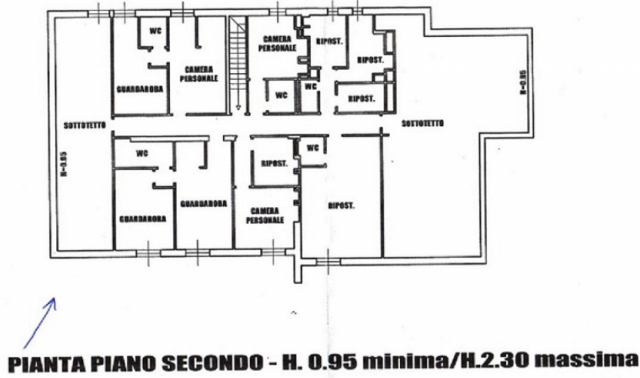 WC
CAMERA
PERSONALE
GUARDAROBA
CAMERA
PERSONALE
RIPOST.
RIPOST.
WC
WC
RIPOST.
SOTTOTETTO
SOTTOTETTO
H=0.95
H=0.95
WC
RIPOST.
WC
GUARDAROBA
GUARDAROBA
CAMERA
PERSONALE
RIPOST.
PIANTA PIANO SECONDO - H. 0.95 minima/H.2.30 massima